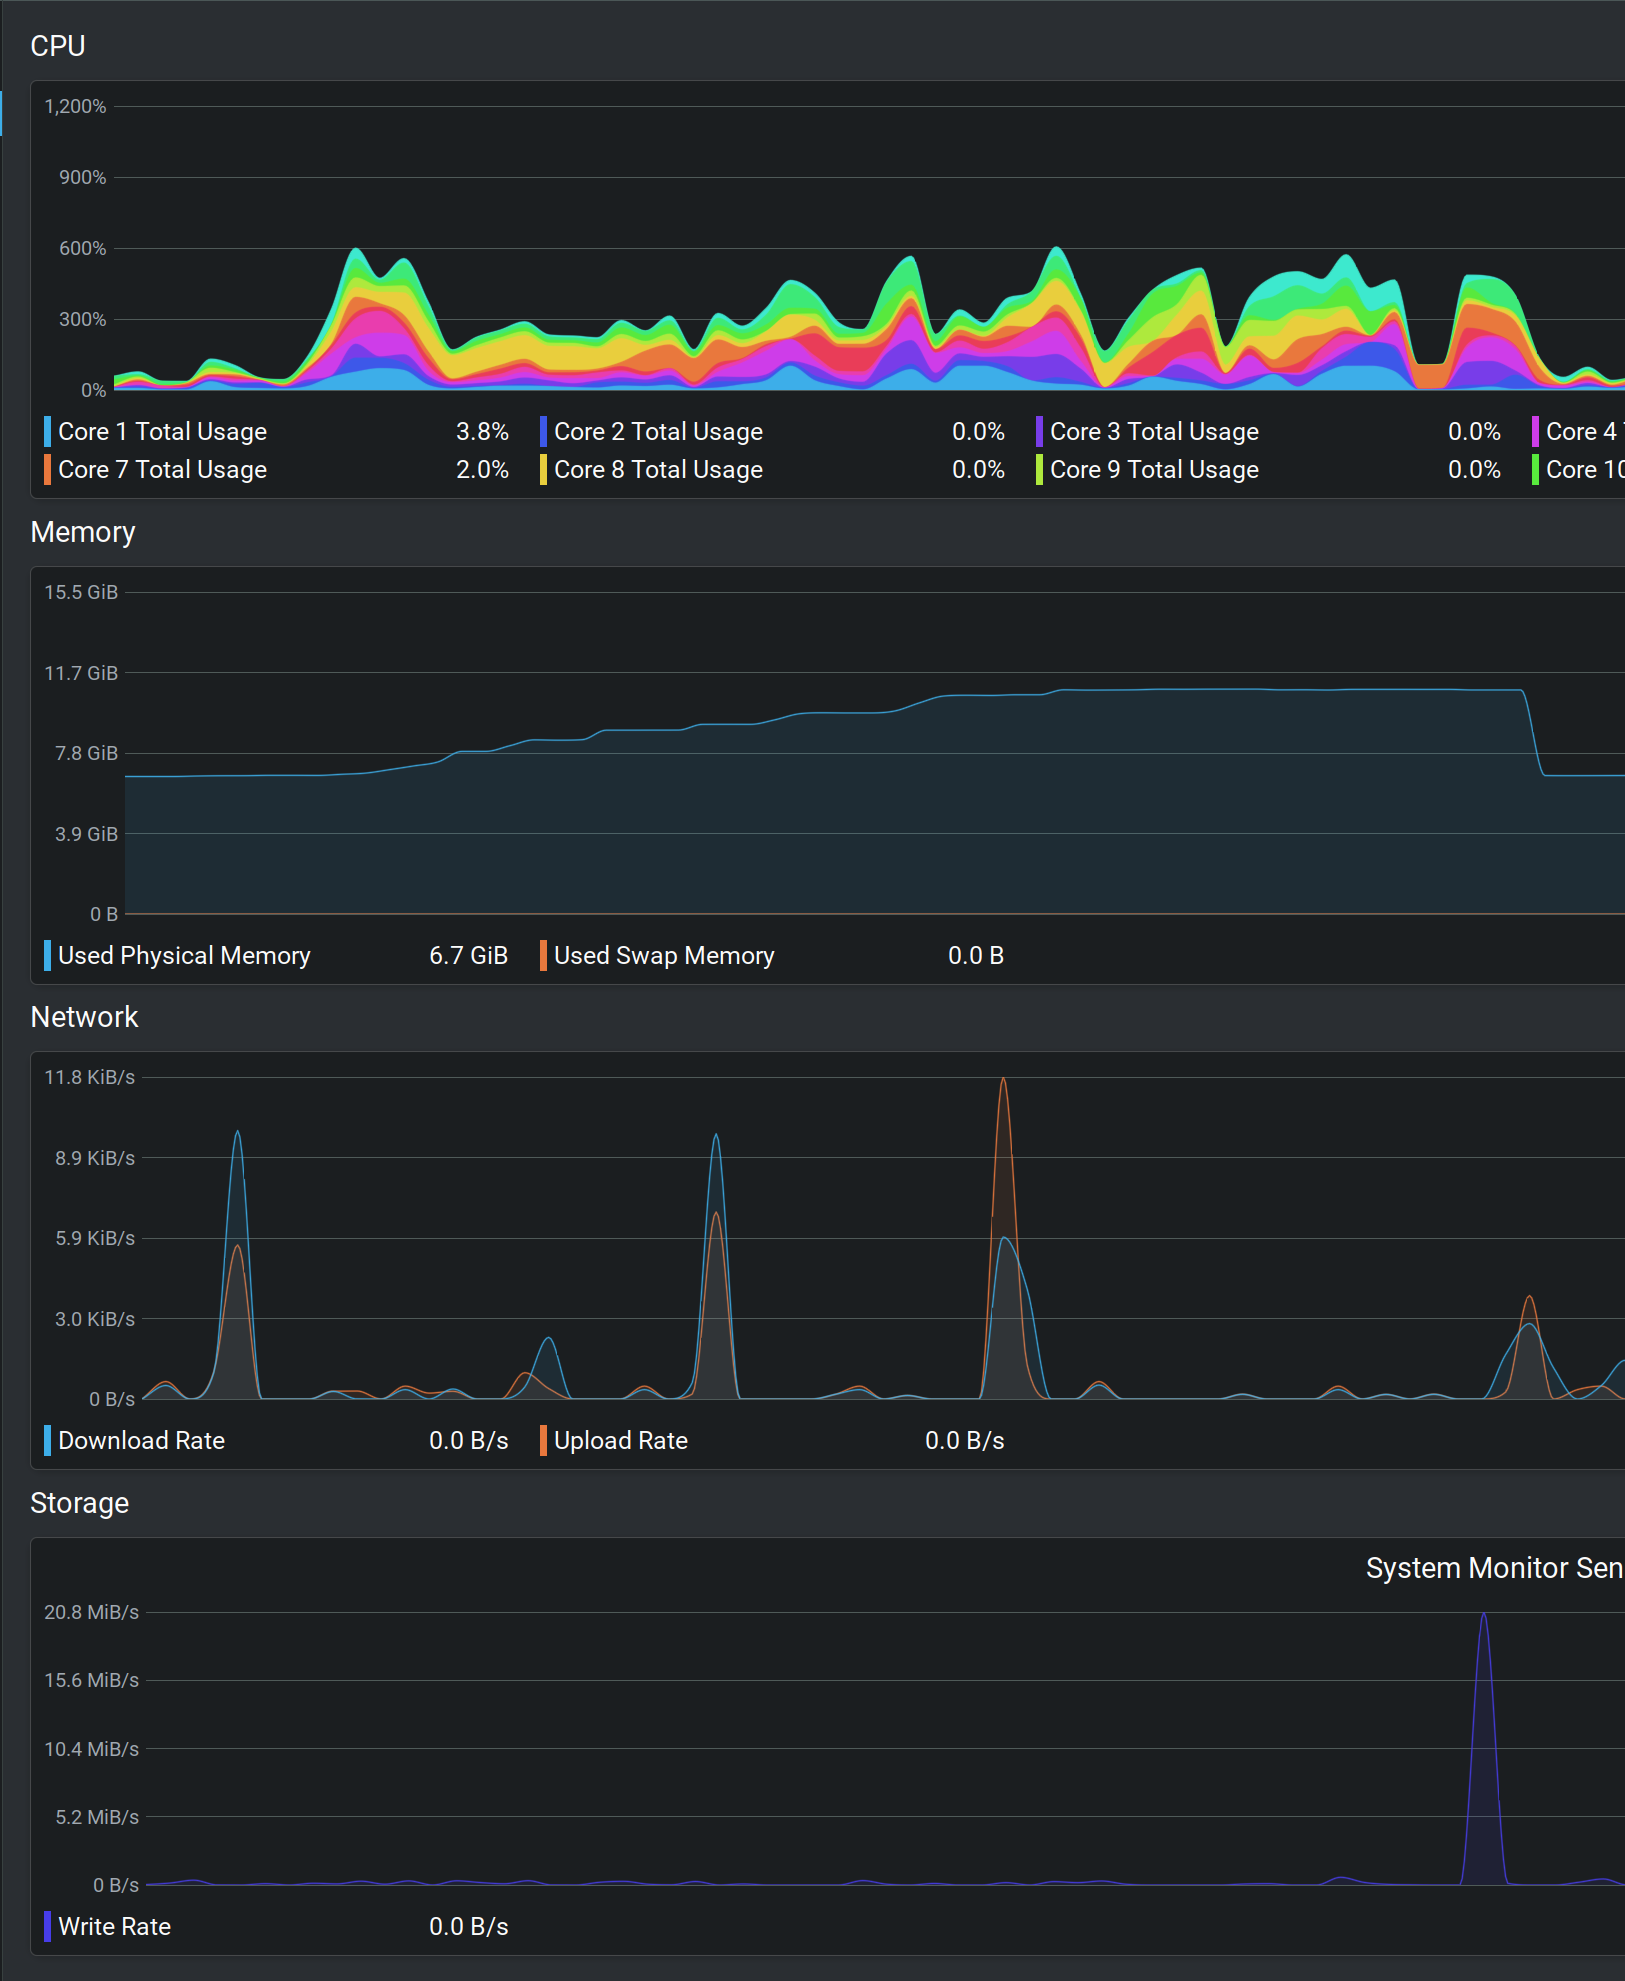 CPU
1,200%
900%
600%
300%
0%
Core 1 Total Usage 3.8% Core 2 Total Usage 0.0% Core 3 Total Usage 0.0% Core 4
Core 7 Total Usage 2.0% Core 8 Total Usage 0.0% Core 9 Total Usage 0.0% Core 10
Memory
15.5 GiB
11.7 GiB
7.8 GiB
3.9 GiB
0 B
Used Physical Memory 6.7 GiB Used Swap Memory 0.0 B
Network
11.8 KiB/s
8.9 KiB/s
5.9 KiB/s
3.0 KiB/s
0 B/s
Download Rate 0.0 B/s Upload Rate 0.0 B/s
Storage
System Monitor Sen
20.8 MiB/s
15.6 MiB/s
10.4 MiB/s
5.2 MiB/s
0 B/s
Write Rate 0.0 B/s